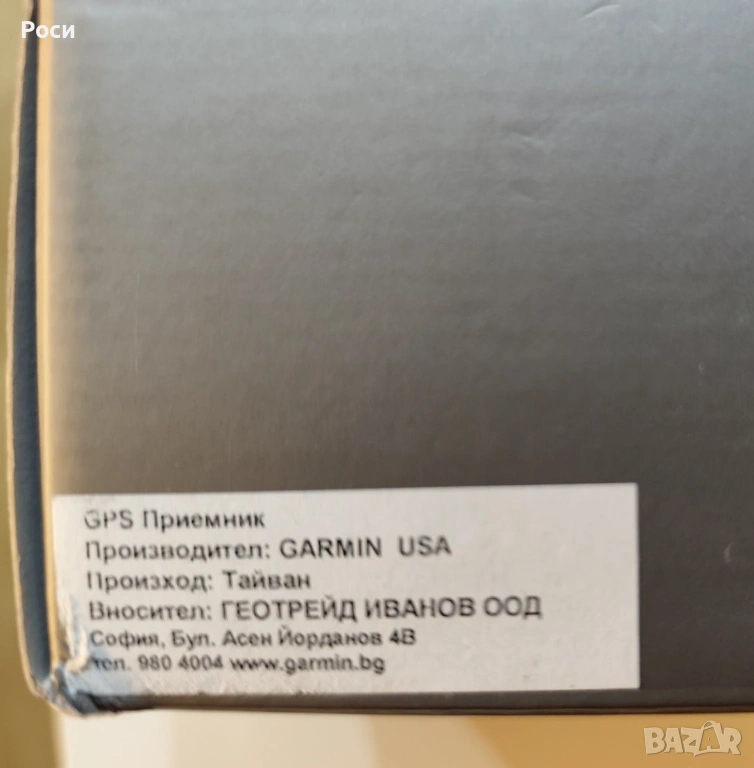 Роси
GPS Приемник
Производител: GARMIN USA
Произход: Тайван
Вносител: ГЕОТРЕЙД ИВАНОВ ООД
София, Бул. Асен Йорданов 4В
тел. 980 4004 www.garmin.bg
BAZAR